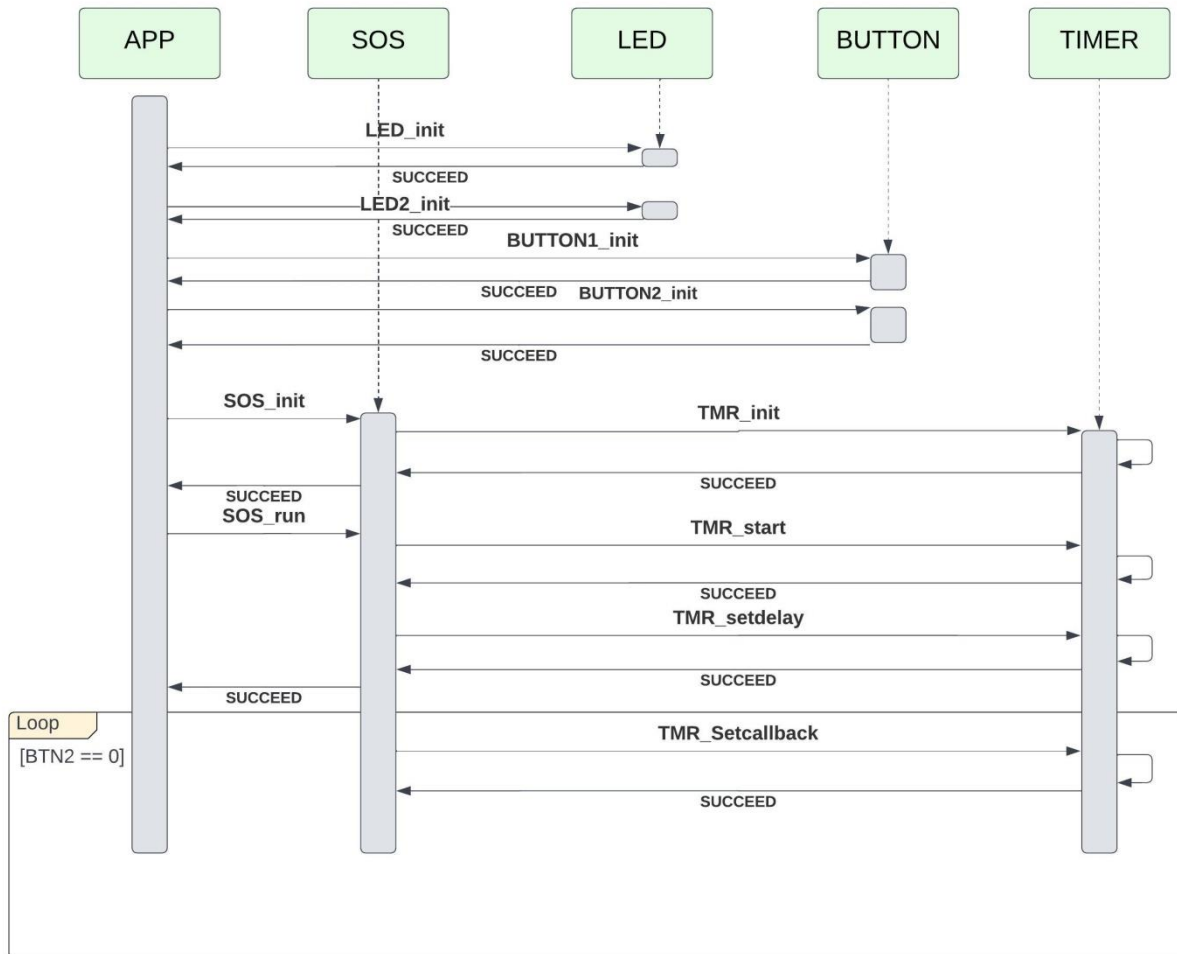 APP
SOS
LED
BUTTON
TIMER
LED_init
SUCCEED
LED2_init
SUCCEED
BUTTON1_init
SUCCEED
BUTTON2_init
SUCCEED
SOS_init
TMR_init
SUCCEED
SUCCEED
SOS_run
TMR_start
SUCCEED
TMR_setdelay
SUCCEED
SUCCEED
Loop
[BTN2 == 0]
TMR_Setcallback
SUCCEED